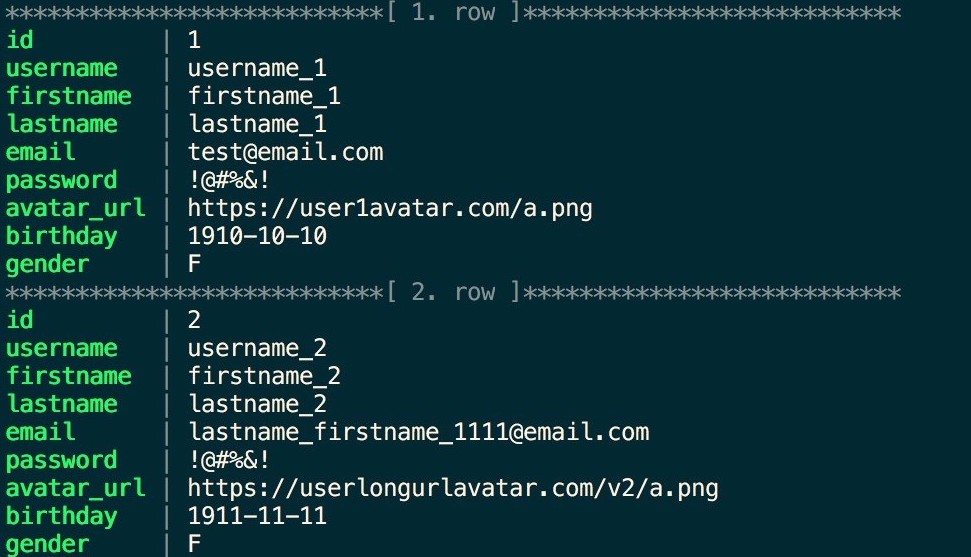 ***************************[ 1. row ]***************************
id | 1
username | username_1
firstname | firstname_1
lastname | lastname_1
email | test@email.com
password | !@#%&!
avatar_url | https://user1avatar.com/a.png
birthday | 1910-10-10
gender | F
***************************[ 2. row ]***************************
id | 2
username | username_2
firstname | firstname_2
lastname | lastname_2
email | lastname_firstname_1111@email.com
password | !@#%&!
avatar_url | https://userlongurlavatar.com/v2/a.png
birthday | 1911-11-11
gender | F